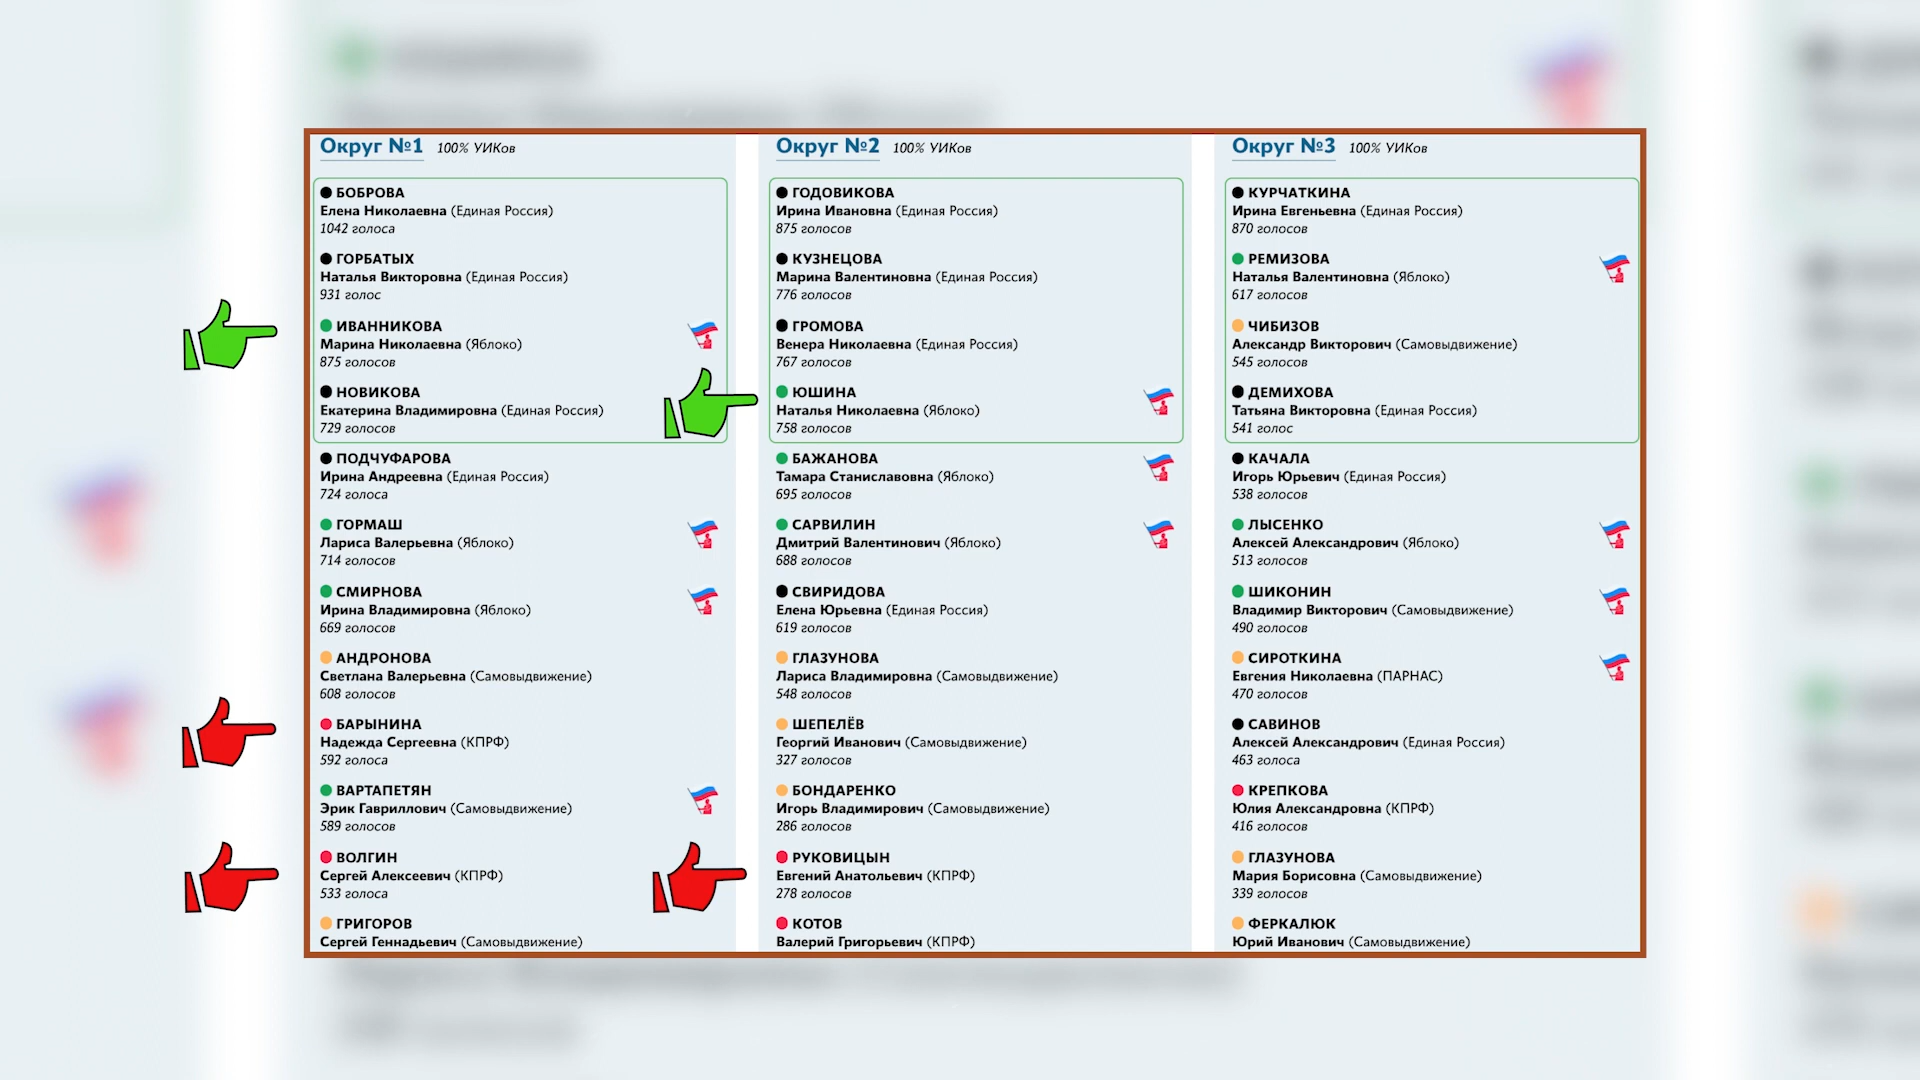 Округ №1 100% УИКов
БОБРОВА
Елена Николаевна (Единая Россия)
1042 голоса
ГОРБАТЫХ
Наталья Викторовна (Единая Россия)
931 голос
ИВАННИКОВА
Марина Николаевна (Яблоко)
875 голосов
НОВИКОВА
Екатерина Владимировна (Единая Россия)
729 голосов
ПОДЧУФАРОВА
Ирина Андреевна (Единая Россия)
724 голоса
ГОРМАШ
Лариса Валерьевна (Яблоко)
714 голосов
СМИРНОВА
Ирина Владимировна (Яблоко)
669 голосов
АНДРОНОВА
Светлана Валерьевна (Самовыдвижение)
608 голосов
БАРЫНИНА
Надежда Сергеевна (КПРФ)
592 голоса
ВАРТАПЕТЯН
Эрик Гавриллович (Самовыдвижение)
589 голосов
ВОЛГИН
Сергей Алексеевич (КПРФ)
533 голоса
ГРИГОРОВ
Сергей Геннадьевич (Самовыдвижение)
Округ №2 100% УИКов
ГОДОВИКОВА
Ирина Ивановна (Единая Россия)
875 голосов
КУЗНЕЦОВА
Марина Валентиновна (Единая Россия)
776 голосов
ГРОМОВА
Венера Николаевна (Единая Россия)
767 голосов
ЮШИНА
Наталья Николаевна (Яблоко)
758 голосов
БАЖАНОВА
Тамара Станиславовна (Яблоко)
695 голосов
САРВИЛИН
Дмитрий Валентинович (Яблоко)
688 голосов
СВИРИДОВА
Елена Юрьевна (Единая Россия)
619 голосов
ГЛАЗУНОВА
Лариса Владимировна (Самовыдвижение)
548 голосов
ШЕПЕЛЁВ
Георгий Иванович (Самовыдвижение)
327 голосов
БОНДАРЕНКО
Игорь Владимирович (Самовыдвижение)
286 голосов
РУКОВИЦЫН
Евгений Анатольевич (КПРФ)
278 голосов
КОТОВ
Валерий Григорьевич (КПРФ)
Округ №3 100% УИКов
КУРЧАТКИНА
Ирина Евгеньевна (Единая Россия)
870 голосов
РЕМИЗОВА
Наталья Валентиновна (Яблоко)
617 голосов
ЧИБИЗОВ
Александр Викторович (Самовыдвижение)
545 голосов
ДЕМИХОВА
Татьяна Викторовна (Единая Россия)
541 голос
КАЧАЛА
Игорь Юрьевич (Единая Россия)
538 голосов
ЛЫСЕНКО
Алексей Александрович (Яблоко)
513 голосов
ШИКОНИН
Владимир Викторович (Самовыдвижение)
490 голосов
СИРОТКИНА
Евгения Николаевна (ПАРНАС)
470 голосов
САВИНОВ
Алексей Александрович (Единая Россия)
463 голоса
КРЕПКОВА
Юлия Александровна (КПРФ)
416 голосов
ГЛАЗУНОВА
Мария Борисовна (Самовыдвижение)
339 голосов
ФЕРКАЛЮК
Юрий Иванович (Самовыдвижение)